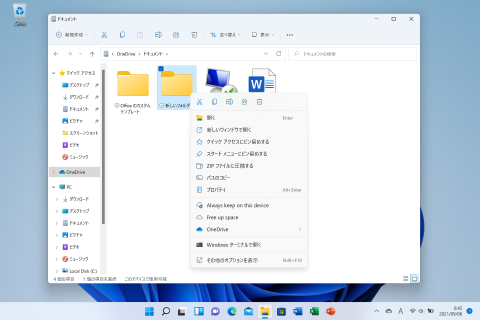 ごみ箱
ドキュメント
新規作成
並べ替え
表示
OneDrive › ドキュメント ›
ドキュメントの検索
クイック アクセス
デスクトップ
ダウンロード
ドキュメント
ピクチャ
スクリーンショット
ビデオ
ミュージック
OneDrive
PC
ダウンロード
デスクトップ
ドキュメント
ピクチャ
ビデオ
ミュージック
Local Disk (C:)
Office のカスタム テンプレート
新しいフォルダー
開く Enter
新しいウィンドウで開く
クイック アクセスにピン留めする
スタート メニューにピン留めする
ZIP ファイルに圧縮する
パスのコピー
プロパティ Alt+Enter
Always keep on this device
Free up space
OneDrive
Windows ターミナルで開く
その他のオプションを表示 Shift+F10
4 個の項目 1 個の項目を選択 このデバイスで使用可能
A
6:42
2021/09/06